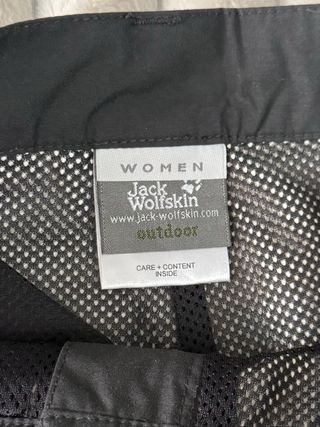 WOMEN
Jack
Wolfskin
www.jack-wolfskin.com
outdoor
CARE + CONTENT
INSIDE